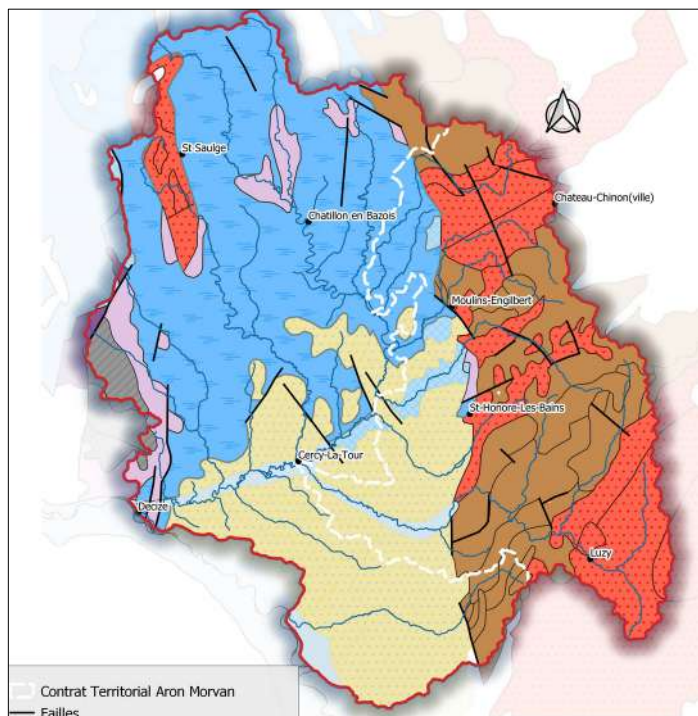 St Saulge
Chateau-Chinon(ville)
Chatillon en Bazois
Moulins-Engilbert
St-Honore-Les-Bains
Cercy-La-Tour
Decize
Luzy
Contrat Territorial Aron Morvan
Failles